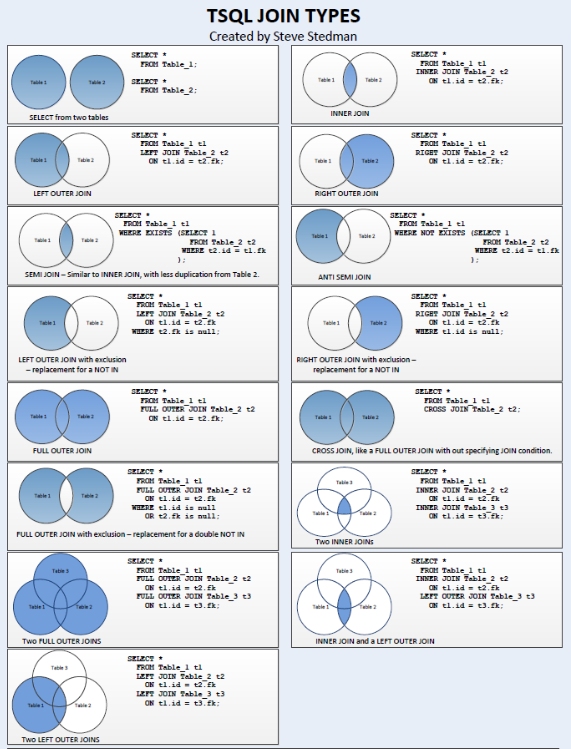 TSQL JOIN TYPES
Created by Steve Stedman
Table 1
Table 2
SELECT *
FROM Table_1;
SELECT *
FROM Table_2;
SELECT from two tables
Table 1
Table 2
SELECT *
FROM Table_1 t1
INNER JOIN Table_2 t2
ON t1.id = t2.fk;
INNER JOIN
Table 1
Table 2
SELECT *
FROM Table_1 t1
LEFT JOIN Table_2 t2
ON t1.id = t2.fk;
LEFT OUTER JOIN
Table 1
Table 2
SELECT *
FROM Table_1 t1
RIGHT JOIN Table_2 t2
ON t1.id = t2.fk;
RIGHT OUTER JOIN
Table 1
Table 2
SELECT *
FROM Table_1 t1
WHERE EXISTS (SELECT 1
FROM Table_2 t2
WHERE t2.id = t1.fk
);
SEMI JOIN – Similar to INNER JOIN, with less duplication from Table 2.
Table 1
Table 2
SELECT *
FROM Table_1 t1
WHERE NOT EXISTS (SELECT 1
FROM Table_2 t2
WHERE t2.id = t1.fk
);
ANTI SEMI JOIN
Table 1
Table 2
SELECT *
FROM Table_1 t1
LEFT JOIN Table_2 t2
ON t1.id = t2.fk
WHERE t2.fk is null;
LEFT OUTER JOIN with exclusion
– replacement for a NOT IN
Table 1
Table 2
SELECT *
FROM Table_1 t1
RIGHT JOIN Table_2 t2
ON t1.id = t2.fk
WHERE t1.id is null;
RIGHT OUTER JOIN with exclusion –
replacement for a NOT IN
Table 1
Table 2
SELECT *
FROM Table_1 t1
FULL OUTER JOIN Table_2 t2
ON t1.id = t2.fk;
FULL OUTER JOIN
Table 1
Table 2
SELECT *
FROM Table_1 t1
CROSS JOIN Table_2 t2;
CROSS JOIN, like a FULL OUTER JOIN with out specifying JOIN condition.
Table 1
Table 2
SELECT *
FROM Table_1 t1
FULL OUTER JOIN Table_2 t2
ON t1.id = t2.fk
WHERE t1.id is null
OR t2.fk is null;
FULL OUTER JOIN with exclusion – replacement for a double NOT IN
Table 3
Table 1
Table 2
SELECT *
FROM Table_1 t1
INNER JOIN Table_2 t2
ON t1.id = t2.fk
INNER JOIN Table_3 t3
ON t1.id = t3.fk;
Two INNER JOINs
Table 3
Table 1
Table 2
SELECT *
FROM Table_1 t1
FULL OUTER JOIN Table_2 t2
ON t1.id = t2.fk
FULL OUTER JOIN Table_3 t3
ON t1.id = t3.fk;
Two FULL OUTER JOINS
Table 3
Table 1
Table 2
SELECT *
FROM Table_1 t1
INNER JOIN Table_2 t2
ON t1.id = t2.fk
LEFT OUTER JOIN Table_3 t3
ON t1.id = t3.fk;
INNER JOIN and a LEFT OUTER JOIN
Table 3
Table 1
Table 2
SELECT *
FROM Table_1 t1
LEFT JOIN Table_2 t2
ON t1.id = t2.fk
LEFT JOIN Table_3 t3
ON t1.id = t3.fk;
Two LEFT OUTER JOINS